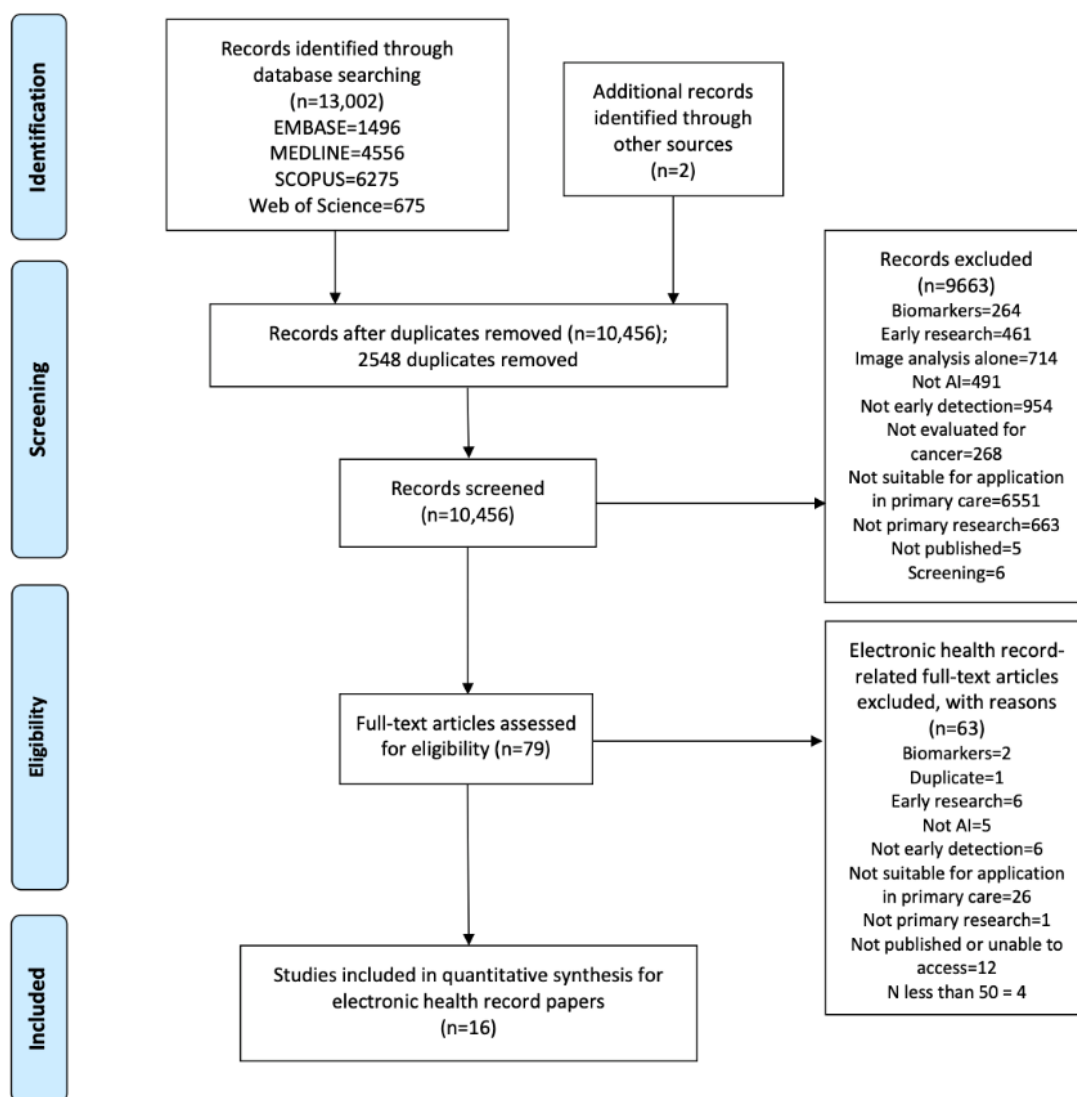 Identification
Records identified through
database searching
(n=13,002)
EMBASE=1496
MEDLINE=4556
SCOPUS=6275
Web of Science=675
Additional records
identified through
other sources
(n=2)
Screening
Records after duplicates removed (n=10,456);
2548 duplicates removed
Records screened
(n=10,456)
Records excluded
(n=9663)
Biomarkers=264
Early research=461
Image analysis alone=714
Not AI=491
Not early detection=954
Not evaluated for
cancer=268
Not suitable for application
in primary care=6551
Not primary research=663
Not published=5
Screening=6
Eligibility
Full-text articles assessed
for eligibility (n=79)
Electronic health record-
related full-text articles
excluded, with reasons
(n=63)
Biomarkers=2
Duplicate=1
Early research=6
Not AI=5
Not early detection=6
Not suitable for application
in primary care=26
Not primary research=1
Not published or unable to
access=12
N less than 50 = 4
Included
Studies included in quantitative synthesis for
electronic health record papers
(n=16)